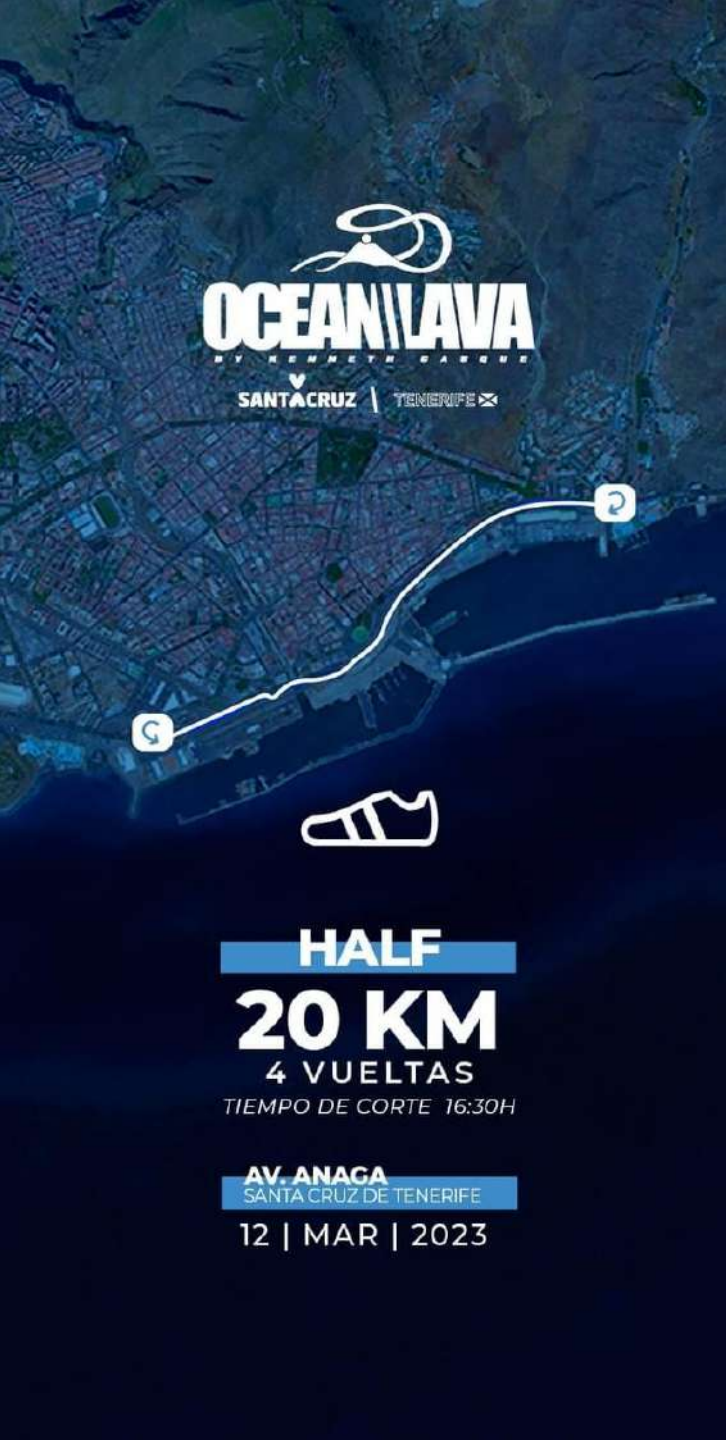 OCEAN\\LAVA
BY KENNETH GASQUE
SANTACRUZ | TENERIFE
HALF
20 KM
4 VUELTAS
TIEMPO DE CORTE 16:30H
AV. ANAGA
SANTA CRUZ DE TENERIFE
12 | MAR | 2023